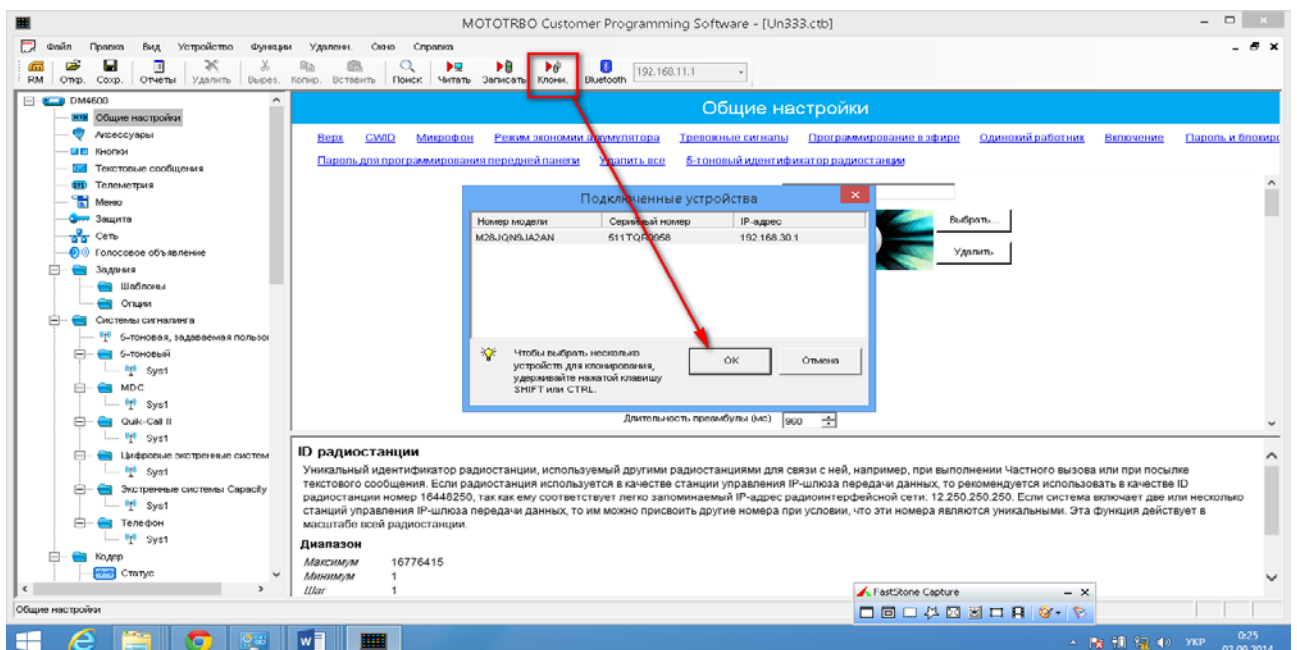 MOTOTRBO Customer Programming Software - [Un333.ctb]
Файл Правка Вид Устройство Функции Удаленн. Окно Справка
RM Откр. Сохр. Отчеты Удалить Вырез. Копир. Вставить Поиск Читать Записать Клони. Bluetooth 192.160.11.1
DM4600
Общие настройки
Аксессуары
Кнопки
Текстовые сообщения
Телеметрия
Меню
Защита
Сеть
Голосовое объявление
Задания
Шаблоны
Опции
Системы сигналинга
5-тоновая, задаваемая пользо
5-тоновый
Sys1
MDC
Sys1
Quik-Call II
Sys1
Цифровые экстренные систем
Sys1
Экстренные системы Capacity
Sys1
Телефон
Sys1
Кодер
Статус
Общие настройки
Верх CWID Микрофон Режим экономии аккумулятора Тревожные сигналы Программирование в эфире Одинокий работник Включение Пароль и блокиро
Пароль для программирования передней панели Удалить все 5-тоновый идентификатор радиостанции
Выбрать...
Удалить
Подключенные устройства
Номер модели Серийный номер IP-адрес
M28JQN9JA2AN 511TQR0958 192.168.30.1
Чтобы выбрать несколько
устройств для клонирования,
удерживайте нажатой клавишу
SHIFT или CTRL.
OK Отмена
Длительность преамбулы (мс) 960
ID радиостанции
Уникальный идентификатор радиостанции, используемый другими радиостанциями для связи с ней, например, при выполнении Частного вызова или при посылке
текстового сообщения. Если радиостанция используется в качестве станции управления IP-шлюза передачи данных, то рекомендуется использовать в качестве ID
радиостанции номер 16448250, так как ему соответствует легко запоминаемый IP-адрес радиоинтерфейсной сети: 12.250.250.250. Если система включает две или несколько
станций управления IP-шлюза передачи данных, то им можно присвоить другие номера при условии, что эти номера являются уникальными. Эта функция действует в
масштабе всей радиостанции.
Диапазон
Максимум 16776415
Минимум 1
Шаг 1
FastStone Capture
Общие настройки
УКР 0:25
02.09.2014